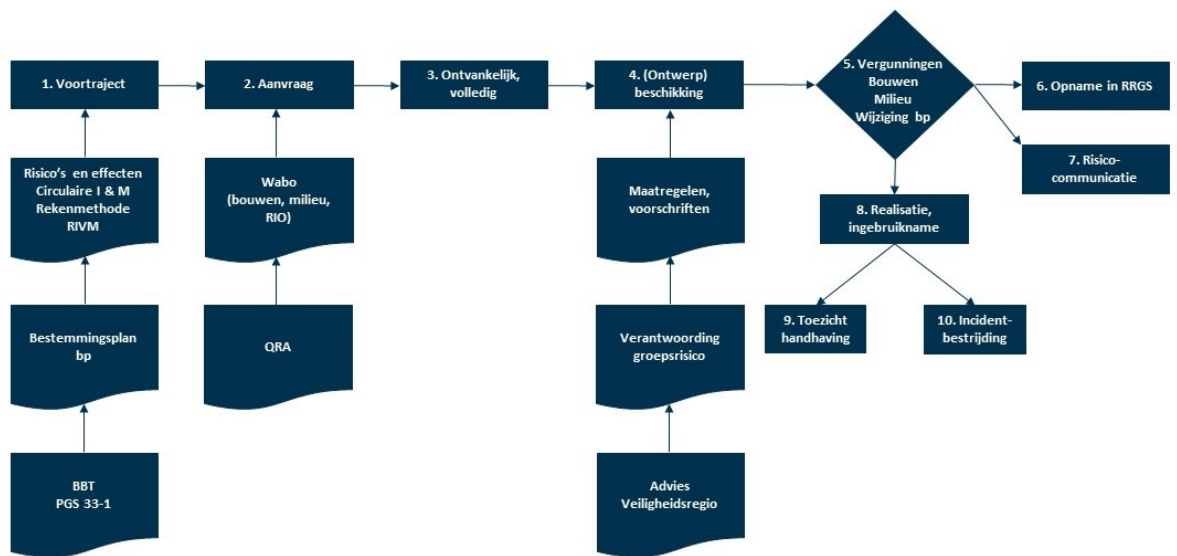 1. Voortraject
2. Aanvraag
3. Ontvankelijk,
volledig
4. (Ontwerp)
beschikking
5. Vergunningen
Bouwen
Milieu
Wijziging bp
6. Opname in RRGS
7. Risico-
communicatie
Risico's en effecten
Circulaire I & M
Rekenmethode
RIVM
Wabo
(bouwen, milieu,
RIO)
Maatregelen,
voorschriften
8. Realisatie,
ingebruikname
Bestemmingsplan
bp
QRA
Verantwoording
groepsrisico
9. Toezicht
handhaving
10. Incident-
bestrijding
BBT
PGS 33-1
Advies
Veiligheidsregio